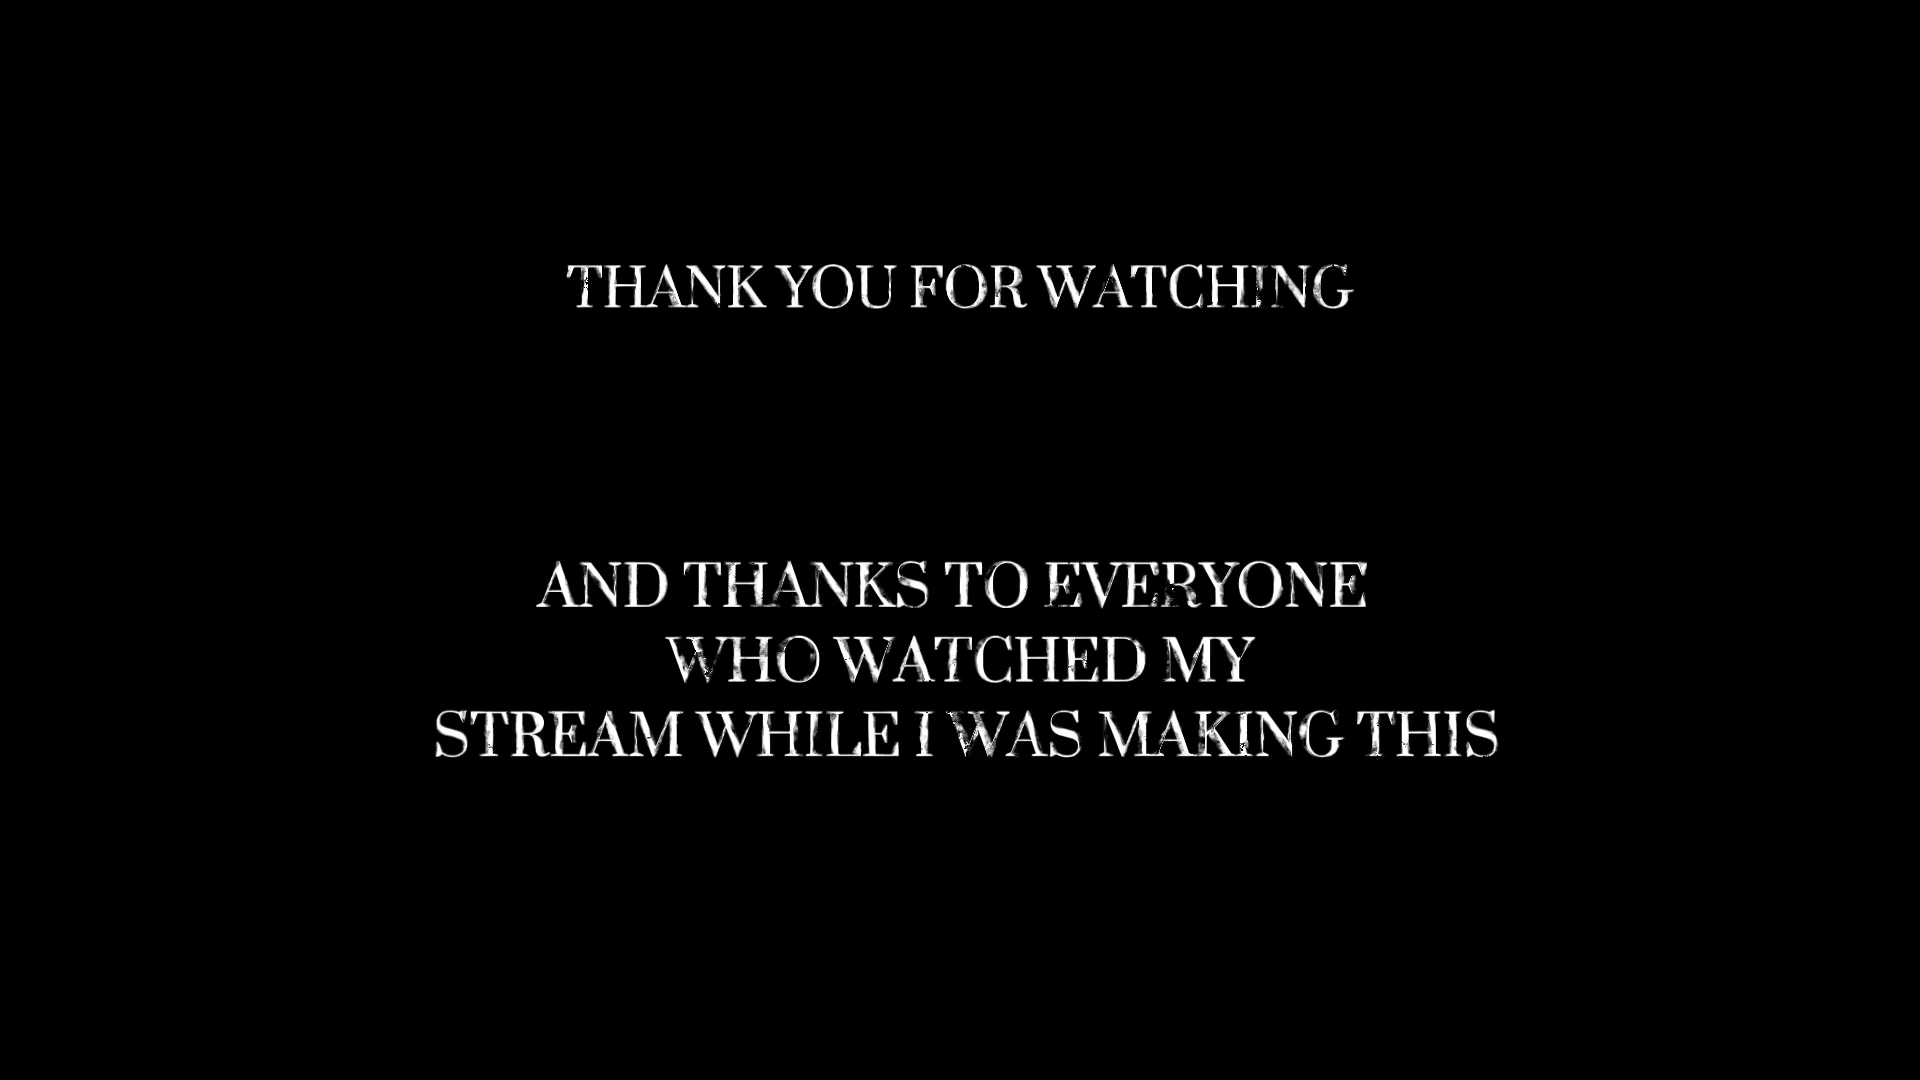 THANK YOU FOR WATCHING
AND THANKS TO EVERYONE
WHO WATCHED MY
STREAM WHILE I WAS MAKING THIS